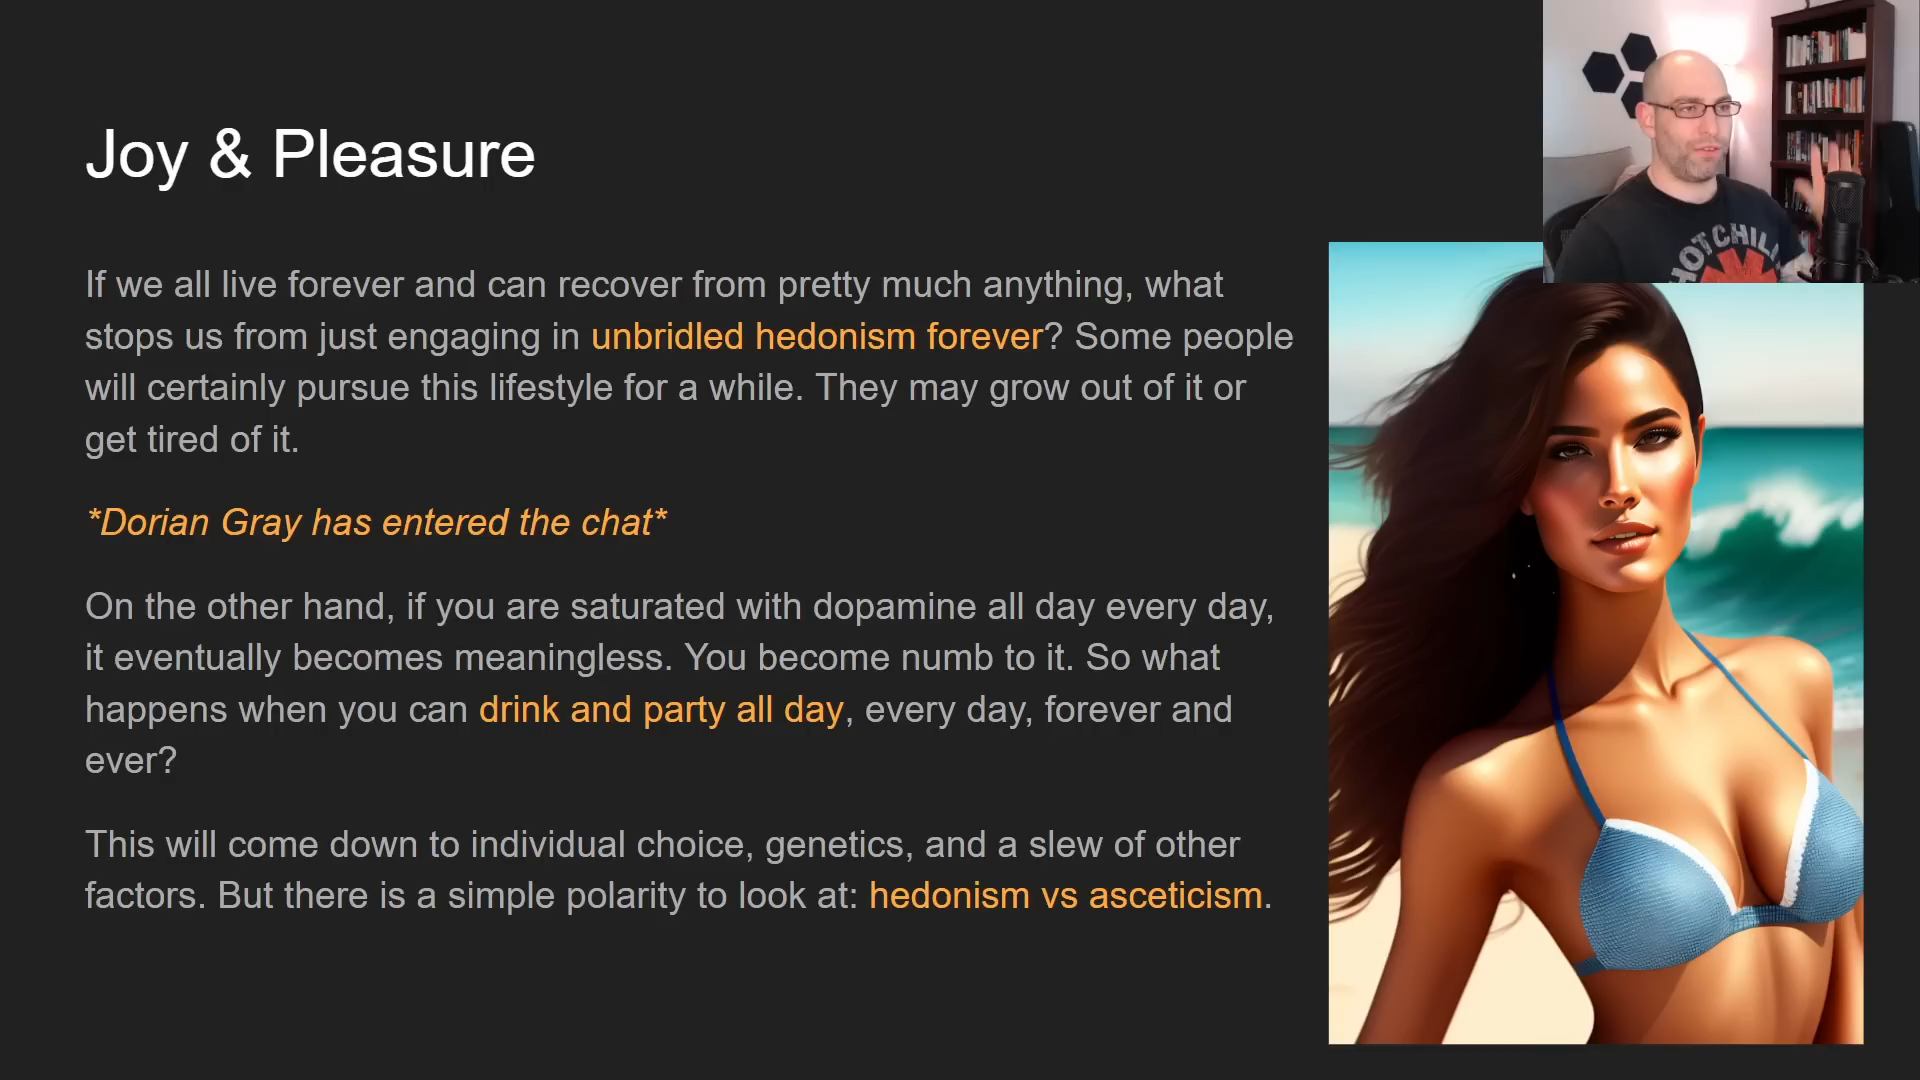 Joy & Pleasure
If we all live forever and can recover from pretty much anything, what
stops us from just engaging in unbridled hedonism forever? Some people
will certainly pursue this lifestyle for a while. They may grow out of it or
get tired of it.
*Dorian Gray has entered the chat*
On the other hand, if you are saturated with dopamine all day every day,
it eventually becomes meaningless. You become numb to it. So what
happens when you can drink and party all day, every day, forever and
ever?
This will come down to individual choice, genetics, and a slew of other
factors. But there is a simple polarity to look at: hedonism vs asceticism.
HOT CHIL